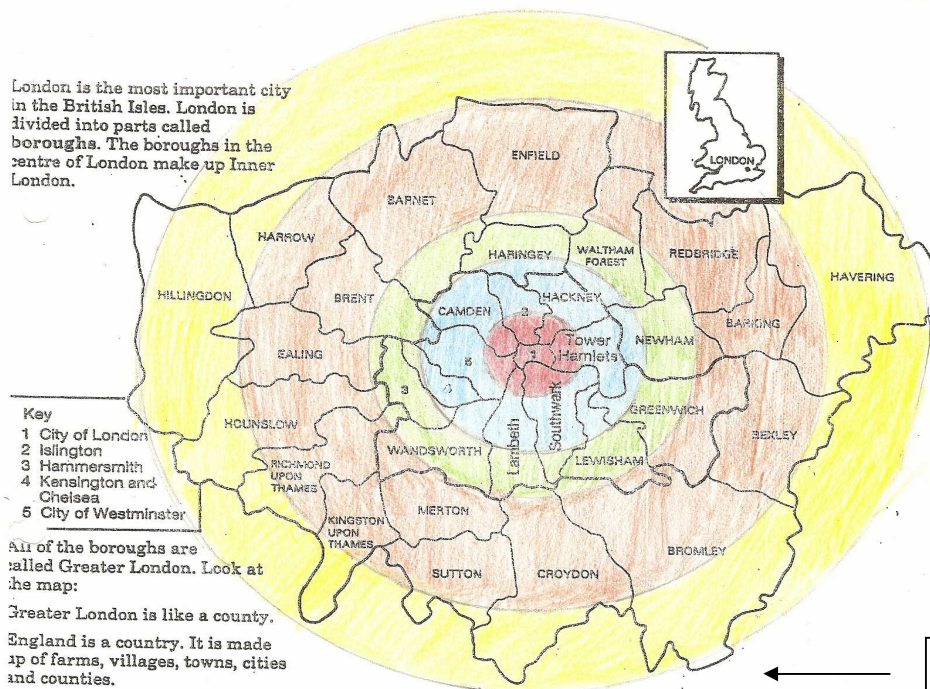 London is the most important city
in the British Isles. London is
divided into parts called
boroughs. The boroughs in the
centre of London make up Inner
London.
LONDON
ENFIELD
BARNET
HARROW
HARINGEY
WALTHAM
FOREST
REDBRIDGE
HAVERING
HILLINGDON
BRENT
CAMDEN
HACKNEY
2
BARKING
EALING
5
1
Tower
Hamlets
NEWHAM
3
4
Key
1 City of London
2 Islington
3 Hammersmith
4 Kensington and
Chelsea
5 City of Westminster
HOUNSLOW
WANDSWORTH
Lambeth
Southwark
GREENWICH
LEWISHAM
BEXLEY
RICHMOND
UPON
THAMES
KINGSTON
UPON
THAMES
MERTON
SUTTON
CROYDON
BROMLEY
All of the boroughs are
called Greater London. Look at
the map:
Greater London is like a county.
England is a country. It is made
up of farms, villages, towns, cities
and counties.